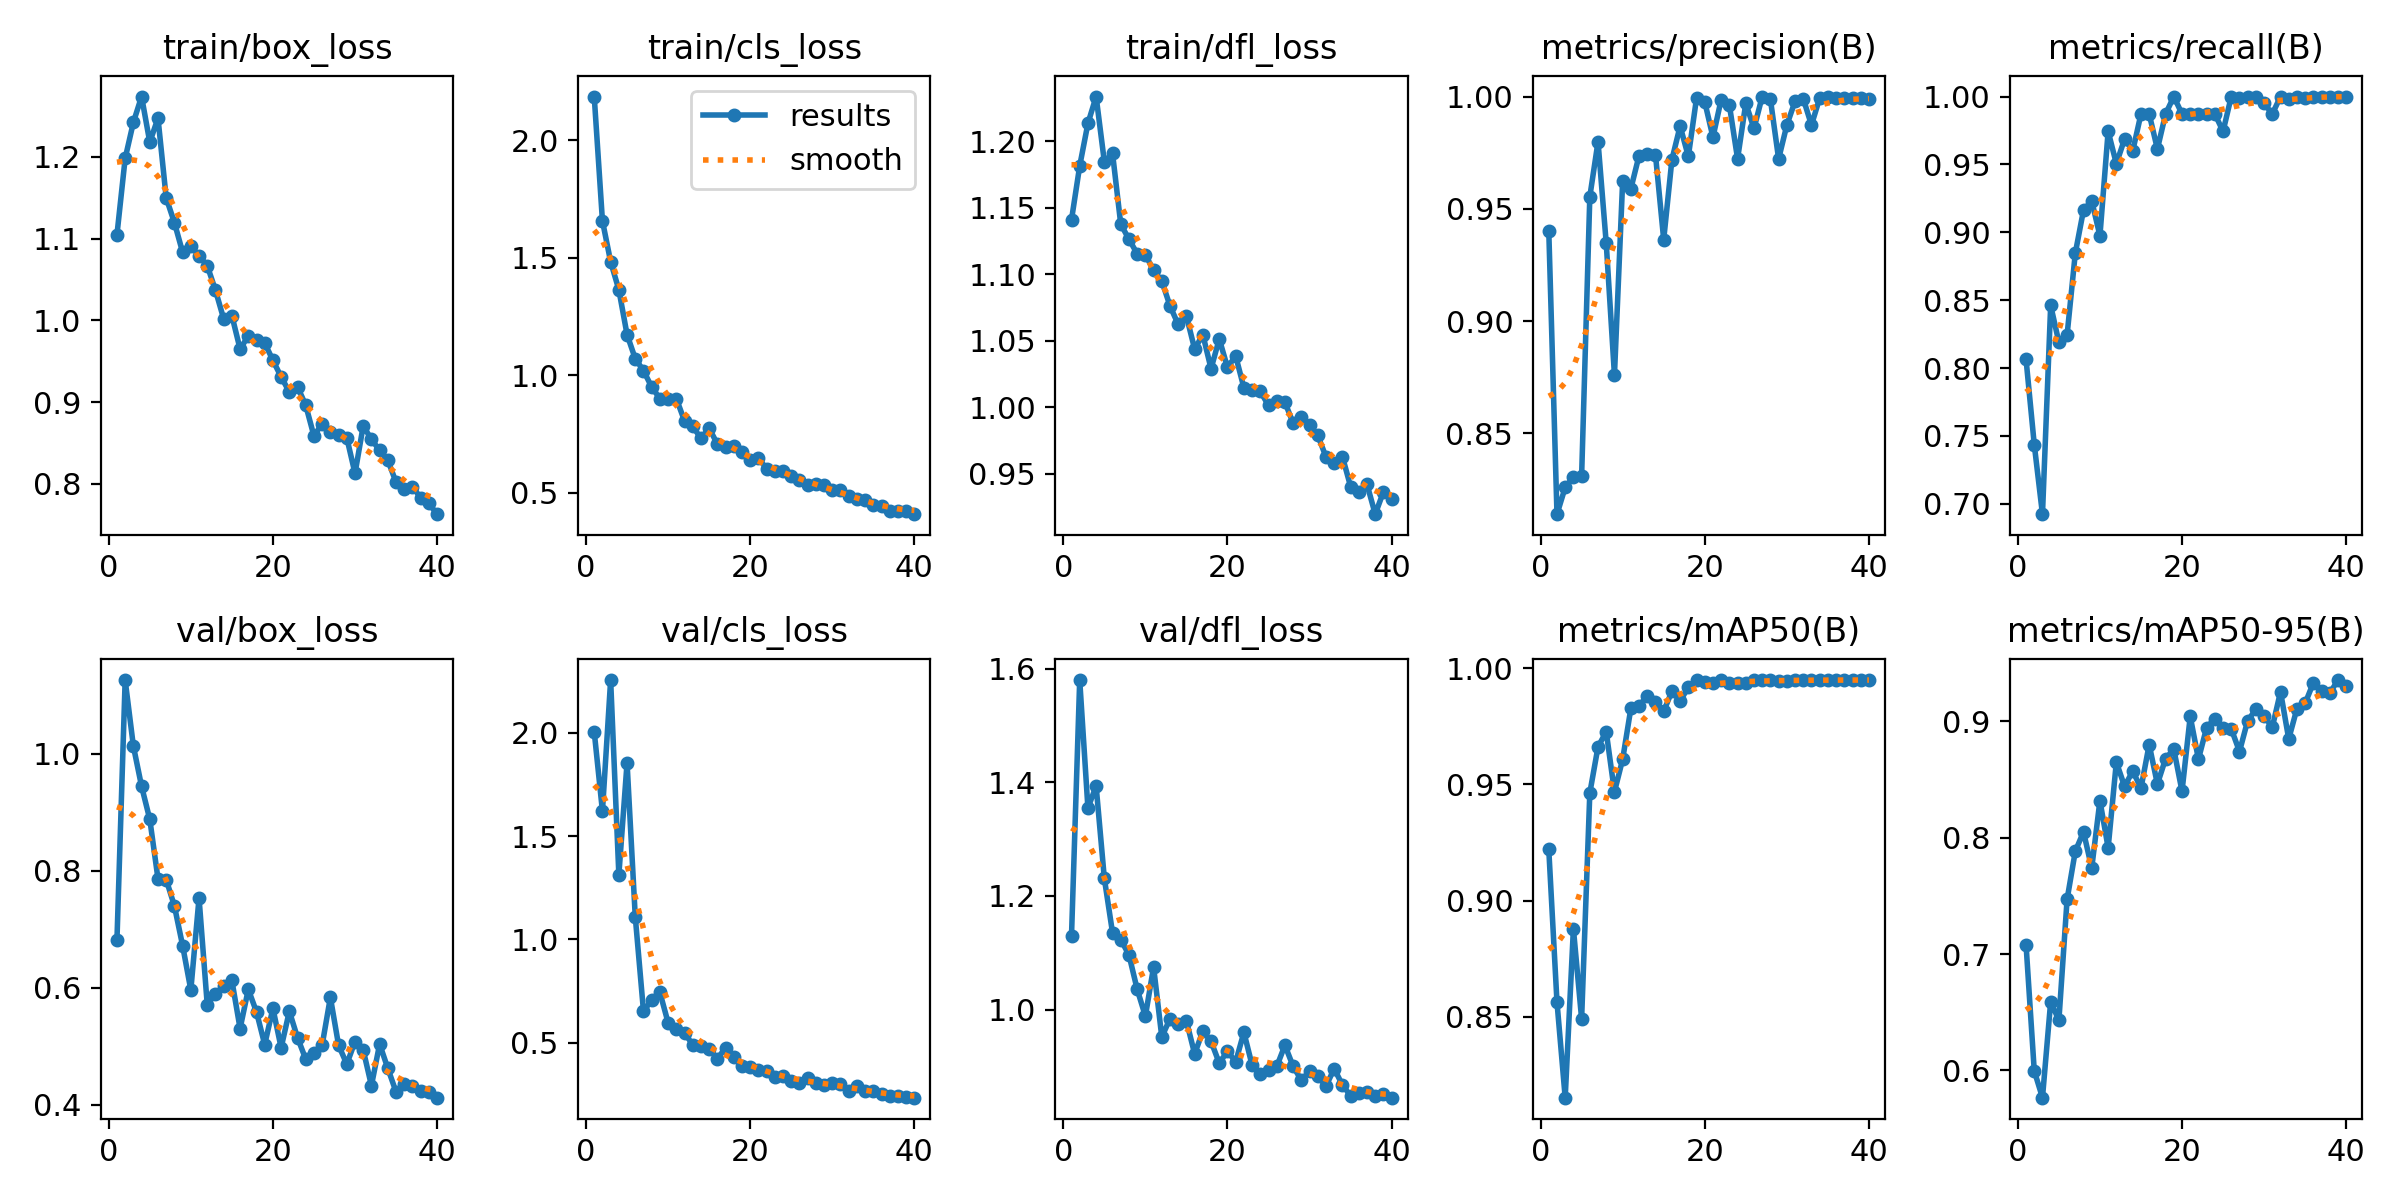 train/box_loss
1.2
1.1
1.0
0.9
0.8
0 20 40
train/cls_loss
results
smooth
2.0
1.5
1.0
0.5
0 20 40
train/dfl_loss
1.20
1.15
1.10
1.05
1.00
0.95
0 20 40
metrics/precision(B)
1.00
0.95
0.90
0.85
0 20 40
metrics/recall(B)
1.00
0.95
0.90
0.85
0.80
0.75
0.70
0 20 40
val/box_loss
1.0
0.8
0.6
0.4
0 20 40
val/cls_loss
2.0
1.5
1.0
0.5
0 20 40
val/dfl_loss
1.6
1.4
1.2
1.0
0 20 40
metrics/mAP50(B)
1.00
0.95
0.90
0.85
0 20 40
metrics/mAP50-95(B)
0.9
0.8
0.7
0.6
0 20 40